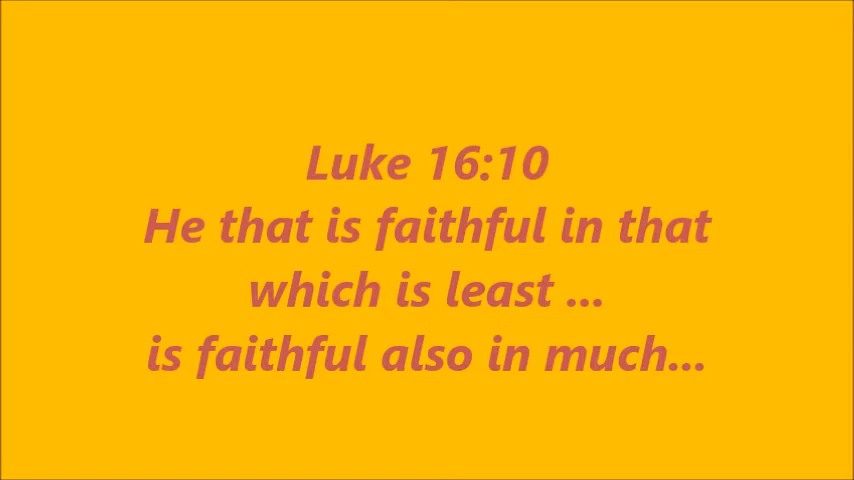 Luke 16:10
He that is faithful in that
which is least ...
is faithful also in much...